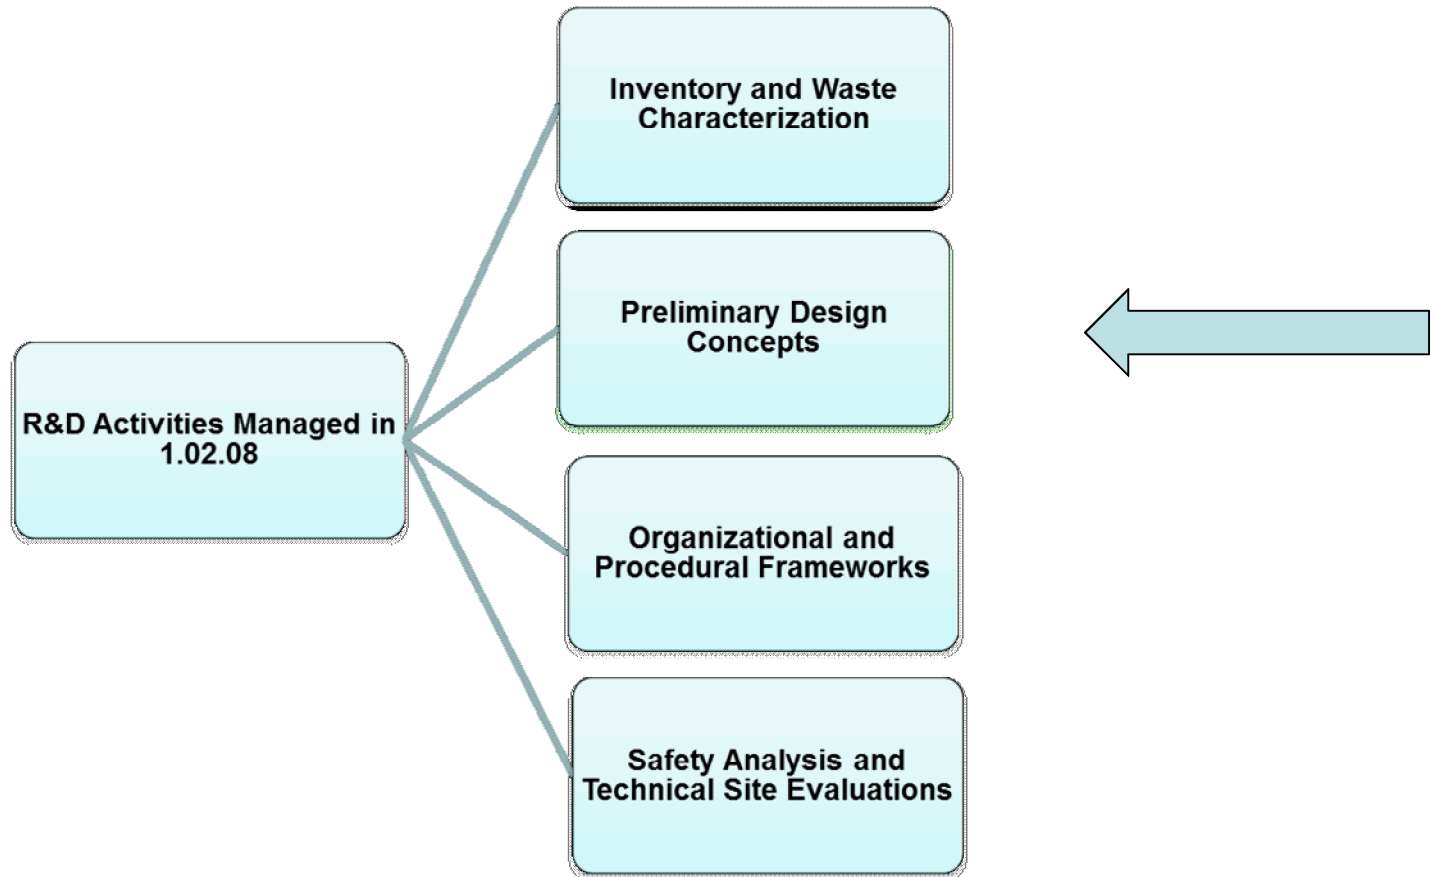 Inventory and Waste
Characterization
Preliminary Design
Concepts
R&D Activities Managed in
1.02.08
Organizational and
Procedural Frameworks
Safety Analysis and
Technical Site Evaluations